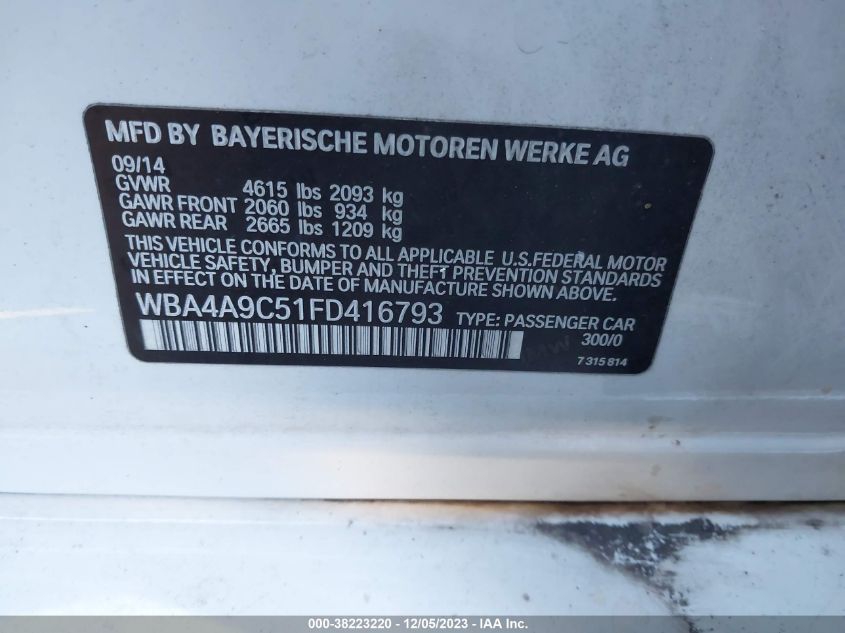 MFD BY BAYERISCHE MOTOREN WERKE AG
09/14
GVWR 4615 lbs 2093 kg
GAWR FRONT 2060 lbs 934 kg
GAWR REAR 2665 lbs 1209 kg
THIS VEHICLE CONFORMS TO ALL APPLICABLE U.S.FEDERAL MOTOR
VEHICLE SAFETY, BUMPER AND THEFT PREVENTION STANDARDS
IN EFFECT ON THE DATE OF MANUFACTURE SHOWN ABOVE.
WBA4A9C51FD416793 TYPE: PASSENGER CAR
300/0
BMW
7315814
000-38223220 - 12/05/2023 - IAA Inc.